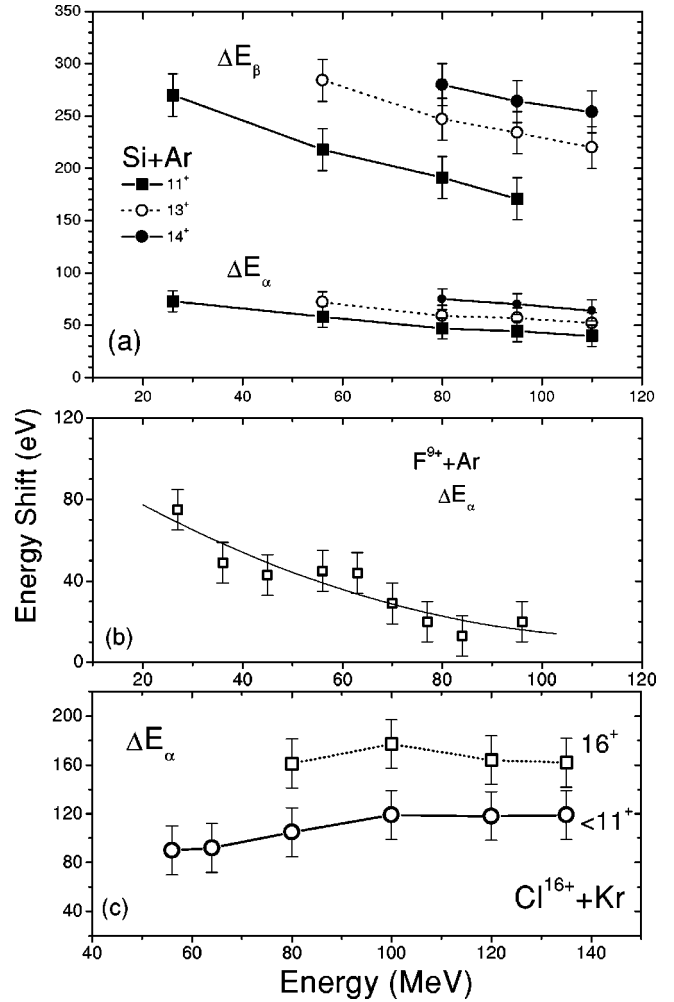 350
300
250
200
150
100
50
0
ΔEβ
Si+Ar
11⁺
13⁺
14⁺
ΔEα
(a)
20 40 60 80 100 120
Energy Shift (eV)
120
80
40
0
F⁹⁺+Ar
ΔEα
(b)
20 40 60 80 100 120
200
160
120
80
40
ΔEα
16⁺
<11⁺
(c)
Cl¹⁶⁺+Kr
40 60 80 100 120 140
Energy (MeV)